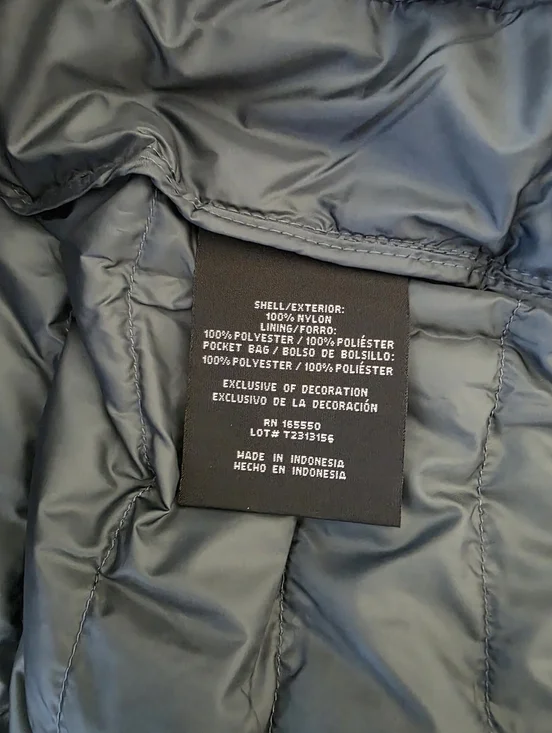 SHELL/EXTERIOR:
100% NYLON
LINING/FORRO:
100% POLYESTER / 100% POLIÉSTER
POCKET BAG / BOLSO DE BOLSILLO:
100% POLYESTER / 100% POLIÉSTER
EXCLUSIVE OF DECORATION
EXCLUSIVO DE LA DECORACIÓN
RN 165550
LOT# T2313156
MADE IN INDONESIA
HECHO EN INDONESIA